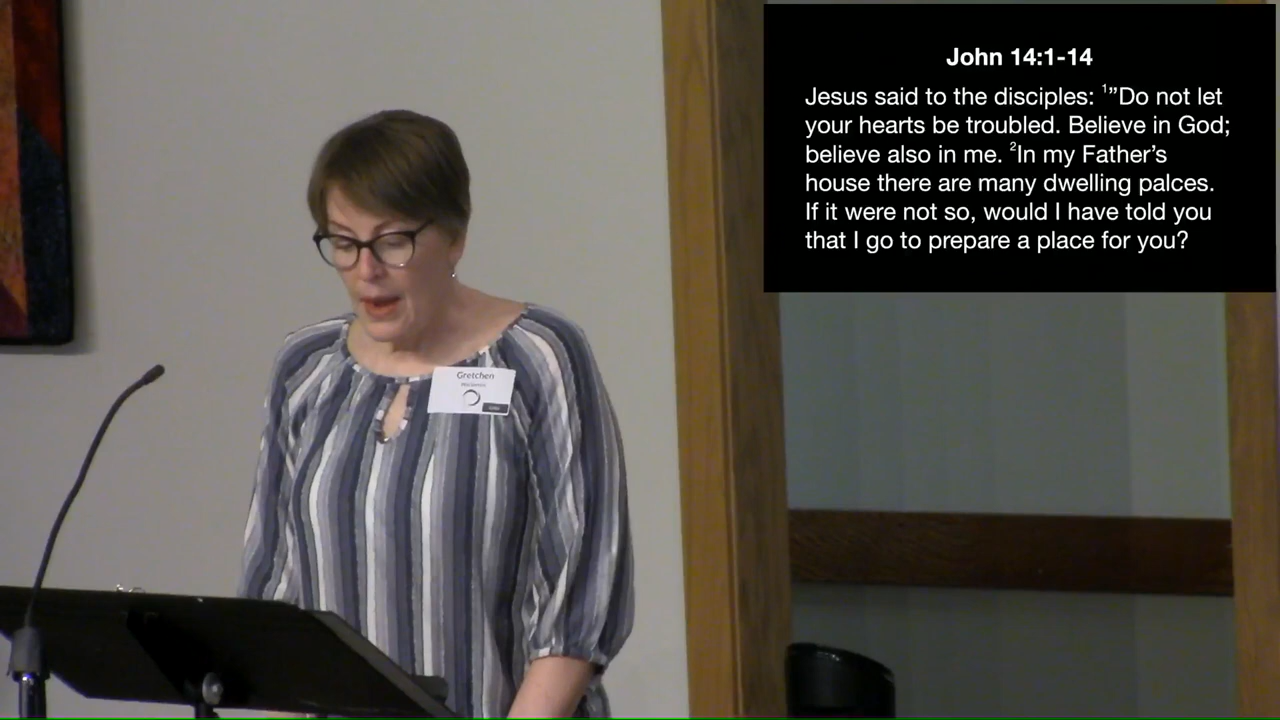 John 14:1-14
Jesus said to the disciples: ¹”Do not let
your hearts be troubled. Believe in God;
believe also in me. ²In my Father’s
house there are many dwelling palces.
If it were not so, would I have told you
that I go to prepare a place for you?
Gretchen